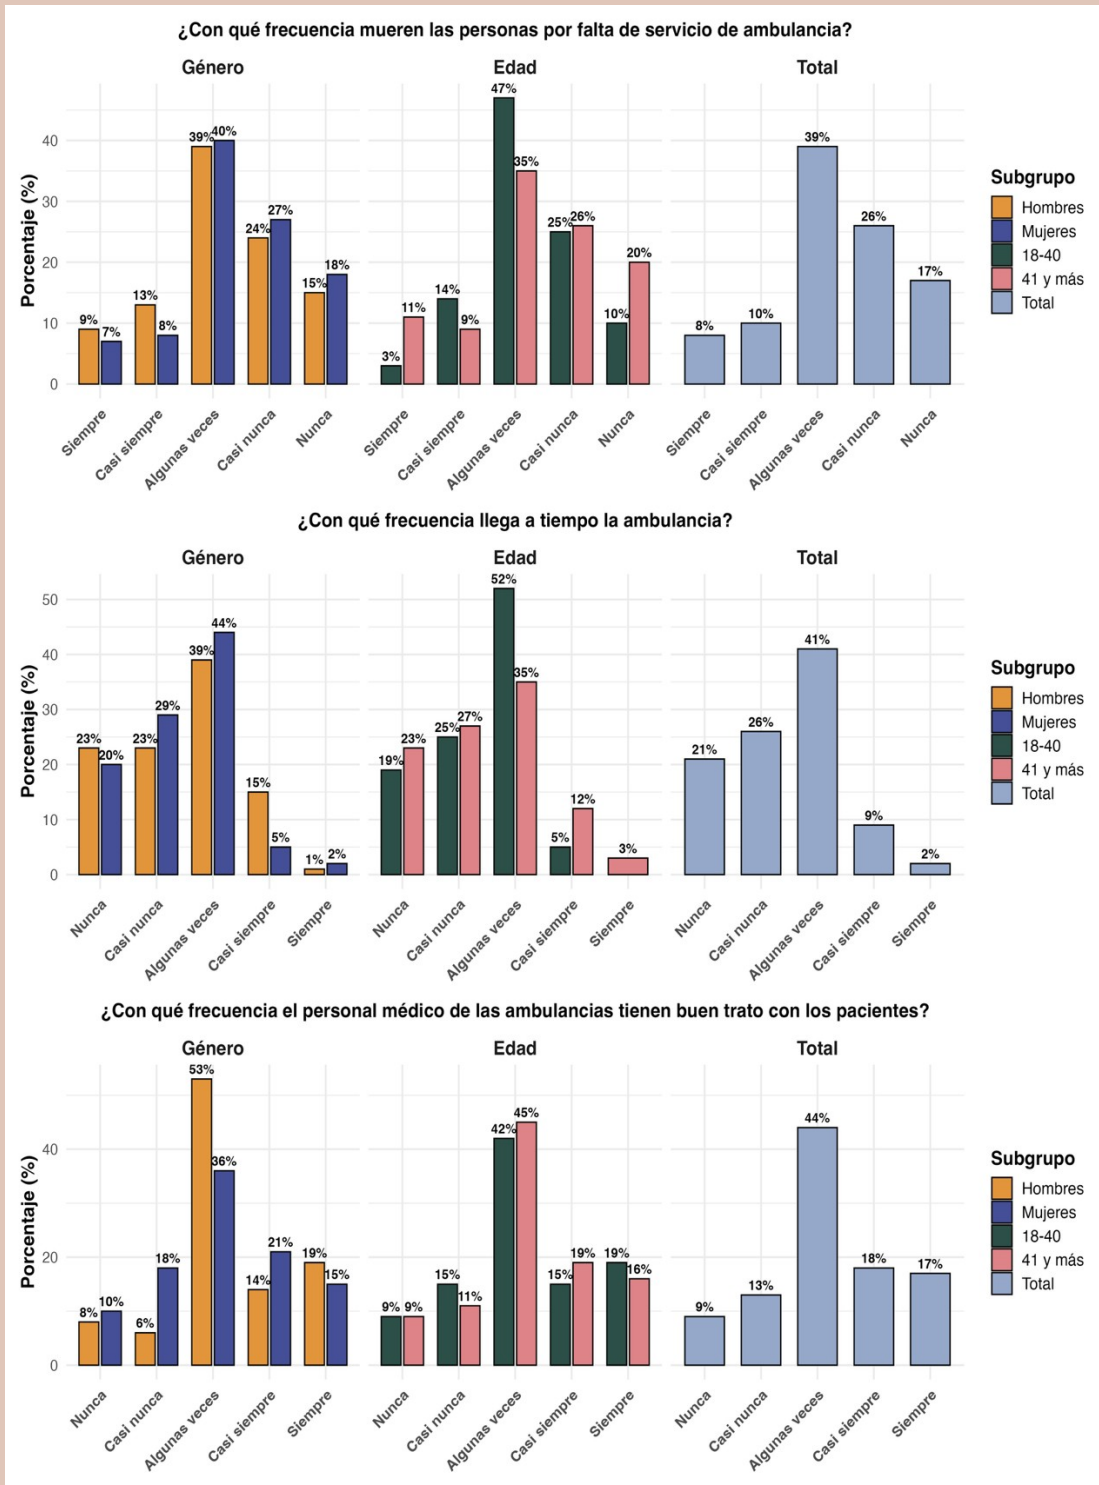 ¿Con qué frecuencia mueren las personas por falta de servicio de ambulancia?
Género
Edad
Total
Porcentaje (%)
40
30
20
10
0
9%
7%
13%
8%
39%
40%
24%
27%
15%
18%
3%
11%
14%
9%
47%
35%
25%
26%
10%
20%
8%
10%
39%
26%
17%
Siempre
Casi siempre
Algunas veces
Casi nunca
Nunca
Siempre
Casi siempre
Algunas veces
Casi nunca
Nunca
Siempre
Casi siempre
Algunas veces
Casi nunca
Nunca
Subgrupo
Hombres
Mujeres
18-40
41 y más
Total
¿Con qué frecuencia llega a tiempo la ambulancia?
Género
Edad
Total
Porcentaje (%)
50
40
30
20
10
0
23%
20%
23%
29%
39%
44%
15%
5%
1%
2%
19%
23%
25%
27%
52%
35%
5%
12%
3%
21%
26%
41%
9%
2%
Nunca
Casi nunca
Algunas veces
Casi siempre
Siempre
Nunca
Casi nunca
Algunas veces
Casi siempre
Siempre
Nunca
Casi nunca
Algunas veces
Casi siempre
Siempre
Subgrupo
Hombres
Mujeres
18-40
41 y más
Total
¿Con qué frecuencia el personal médico de las ambulancias tienen buen trato con los pacientes?
Género
Edad
Total
Porcentaje (%)
40
20
0
8%
10%
6%
18%
53%
36%
14%
21%
19%
15%
9%
9%
15%
11%
42%
45%
15%
19%
19%
16%
9%
13%
44%
18%
17%
Nunca
Casi nunca
Algunas veces
Casi siempre
Siempre
Nunca
Casi nunca
Algunas veces
Casi siempre
Siempre
Nunca
Casi nunca
Algunas veces
Casi siempre
Siempre
Subgrupo
Hombres
Mujeres
18-40
41 y más
Total